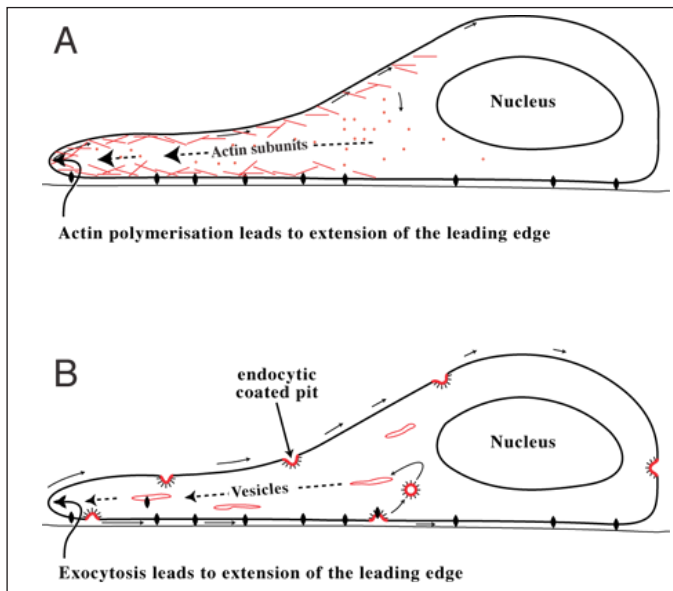 A
Nucleus
Actin subunits
Actin polymerisation leads to extension of the leading edge
B
endocytic
coated pit
Nucleus
Vesicles
Exocytosis leads to extension of the leading edge